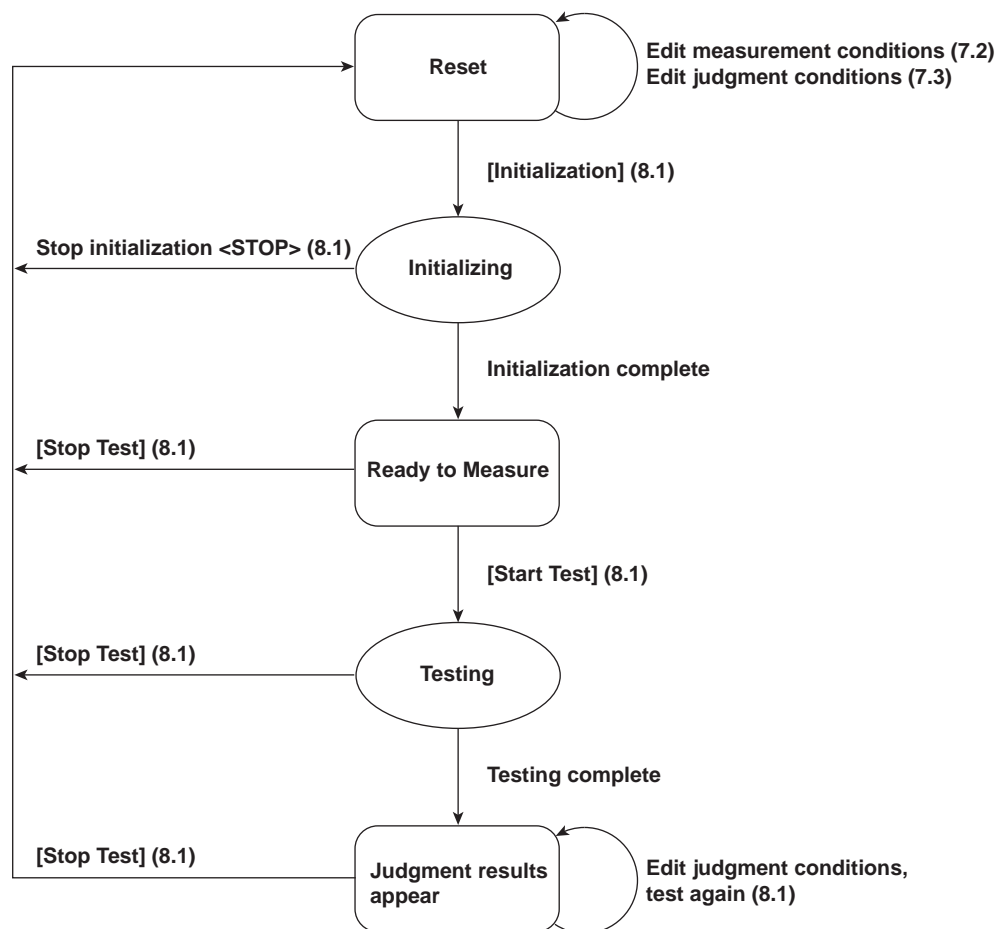 Reset
Edit measurement conditions (7.2)
Edit judgment conditions (7.3)
[Initialization] (8.1)
Stop initialization <STOP> (8.1)
Initializing
Initialization complete
[Stop Test] (8.1)
Ready to Measure
[Start Test] (8.1)
[Stop Test] (8.1)
Testing
Testing complete
[Stop Test] (8.1)
Judgment results
appear
Edit judgment conditions,
test again (8.1)